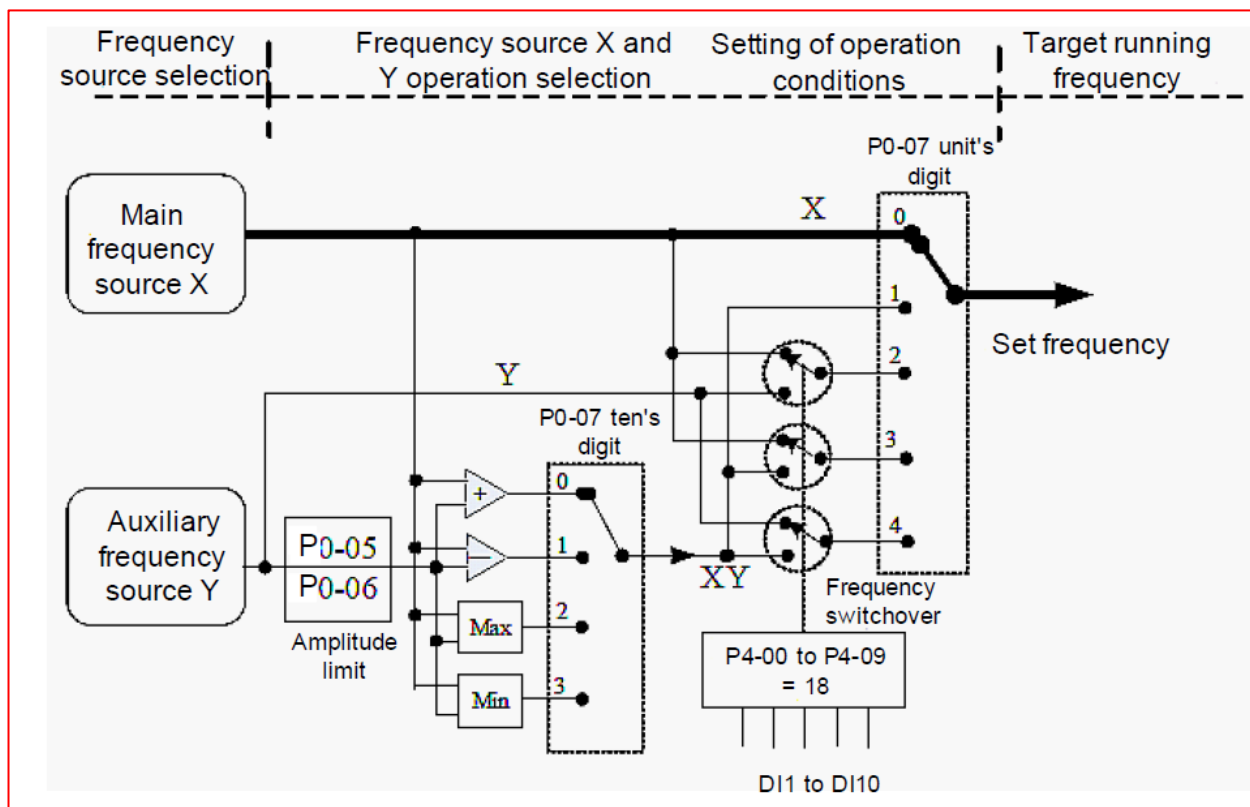 Frequency
source selection
Frequency source X and
Y operation selection
Setting of operation
conditions
Target running
frequency
P0-07 unit's
digit
Main
frequency
source X
X
0
1
2
3
4
Set frequency
Y
P0-07 ten's
digit
Auxiliary
frequency
source Y
P0-05
P0-06
Amplitude
limit
+
−
Max
Min
0
1
2
3
XY
Frequency
switchover
P4-00 to P4-09
= 18
DI1 to DI10